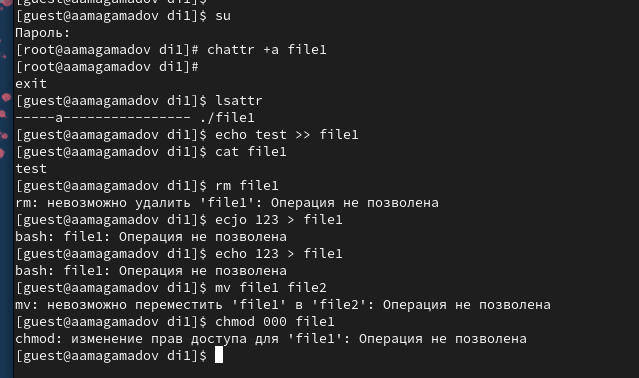 [guest@aamagamadov di1]$
[guest@aamagamadov di1]$ su
Пароль:
[root@aamagamadov di1]# chattr +a file1
[root@aamagamadov di1]#
exit
[guest@aamagamadov di1]$ lsattr
-----a---------------- ./file1
[guest@aamagamadov di1]$ echo test >> file1
[guest@aamagamadov di1]$ cat file1
test
[guest@aamagamadov di1]$ rm file1
rm: невозможно удалить 'file1': Операция не позволена
[guest@aamagamadov di1]$ ecjo 123 > file1
bash: file1: Операция не позволена
[guest@aamagamadov di1]$ echo 123 > file1
bash: file1: Операция не позволена
[guest@aamagamadov di1]$ mv file1 file2
mv: невозможно переместить 'file1' в 'file2': Операция не позволена
[guest@aamagamadov di1]$ chmod 000 file1
chmod: изменение прав доступа для 'file1': Операция не позволена
[guest@aamagamadov di1]$